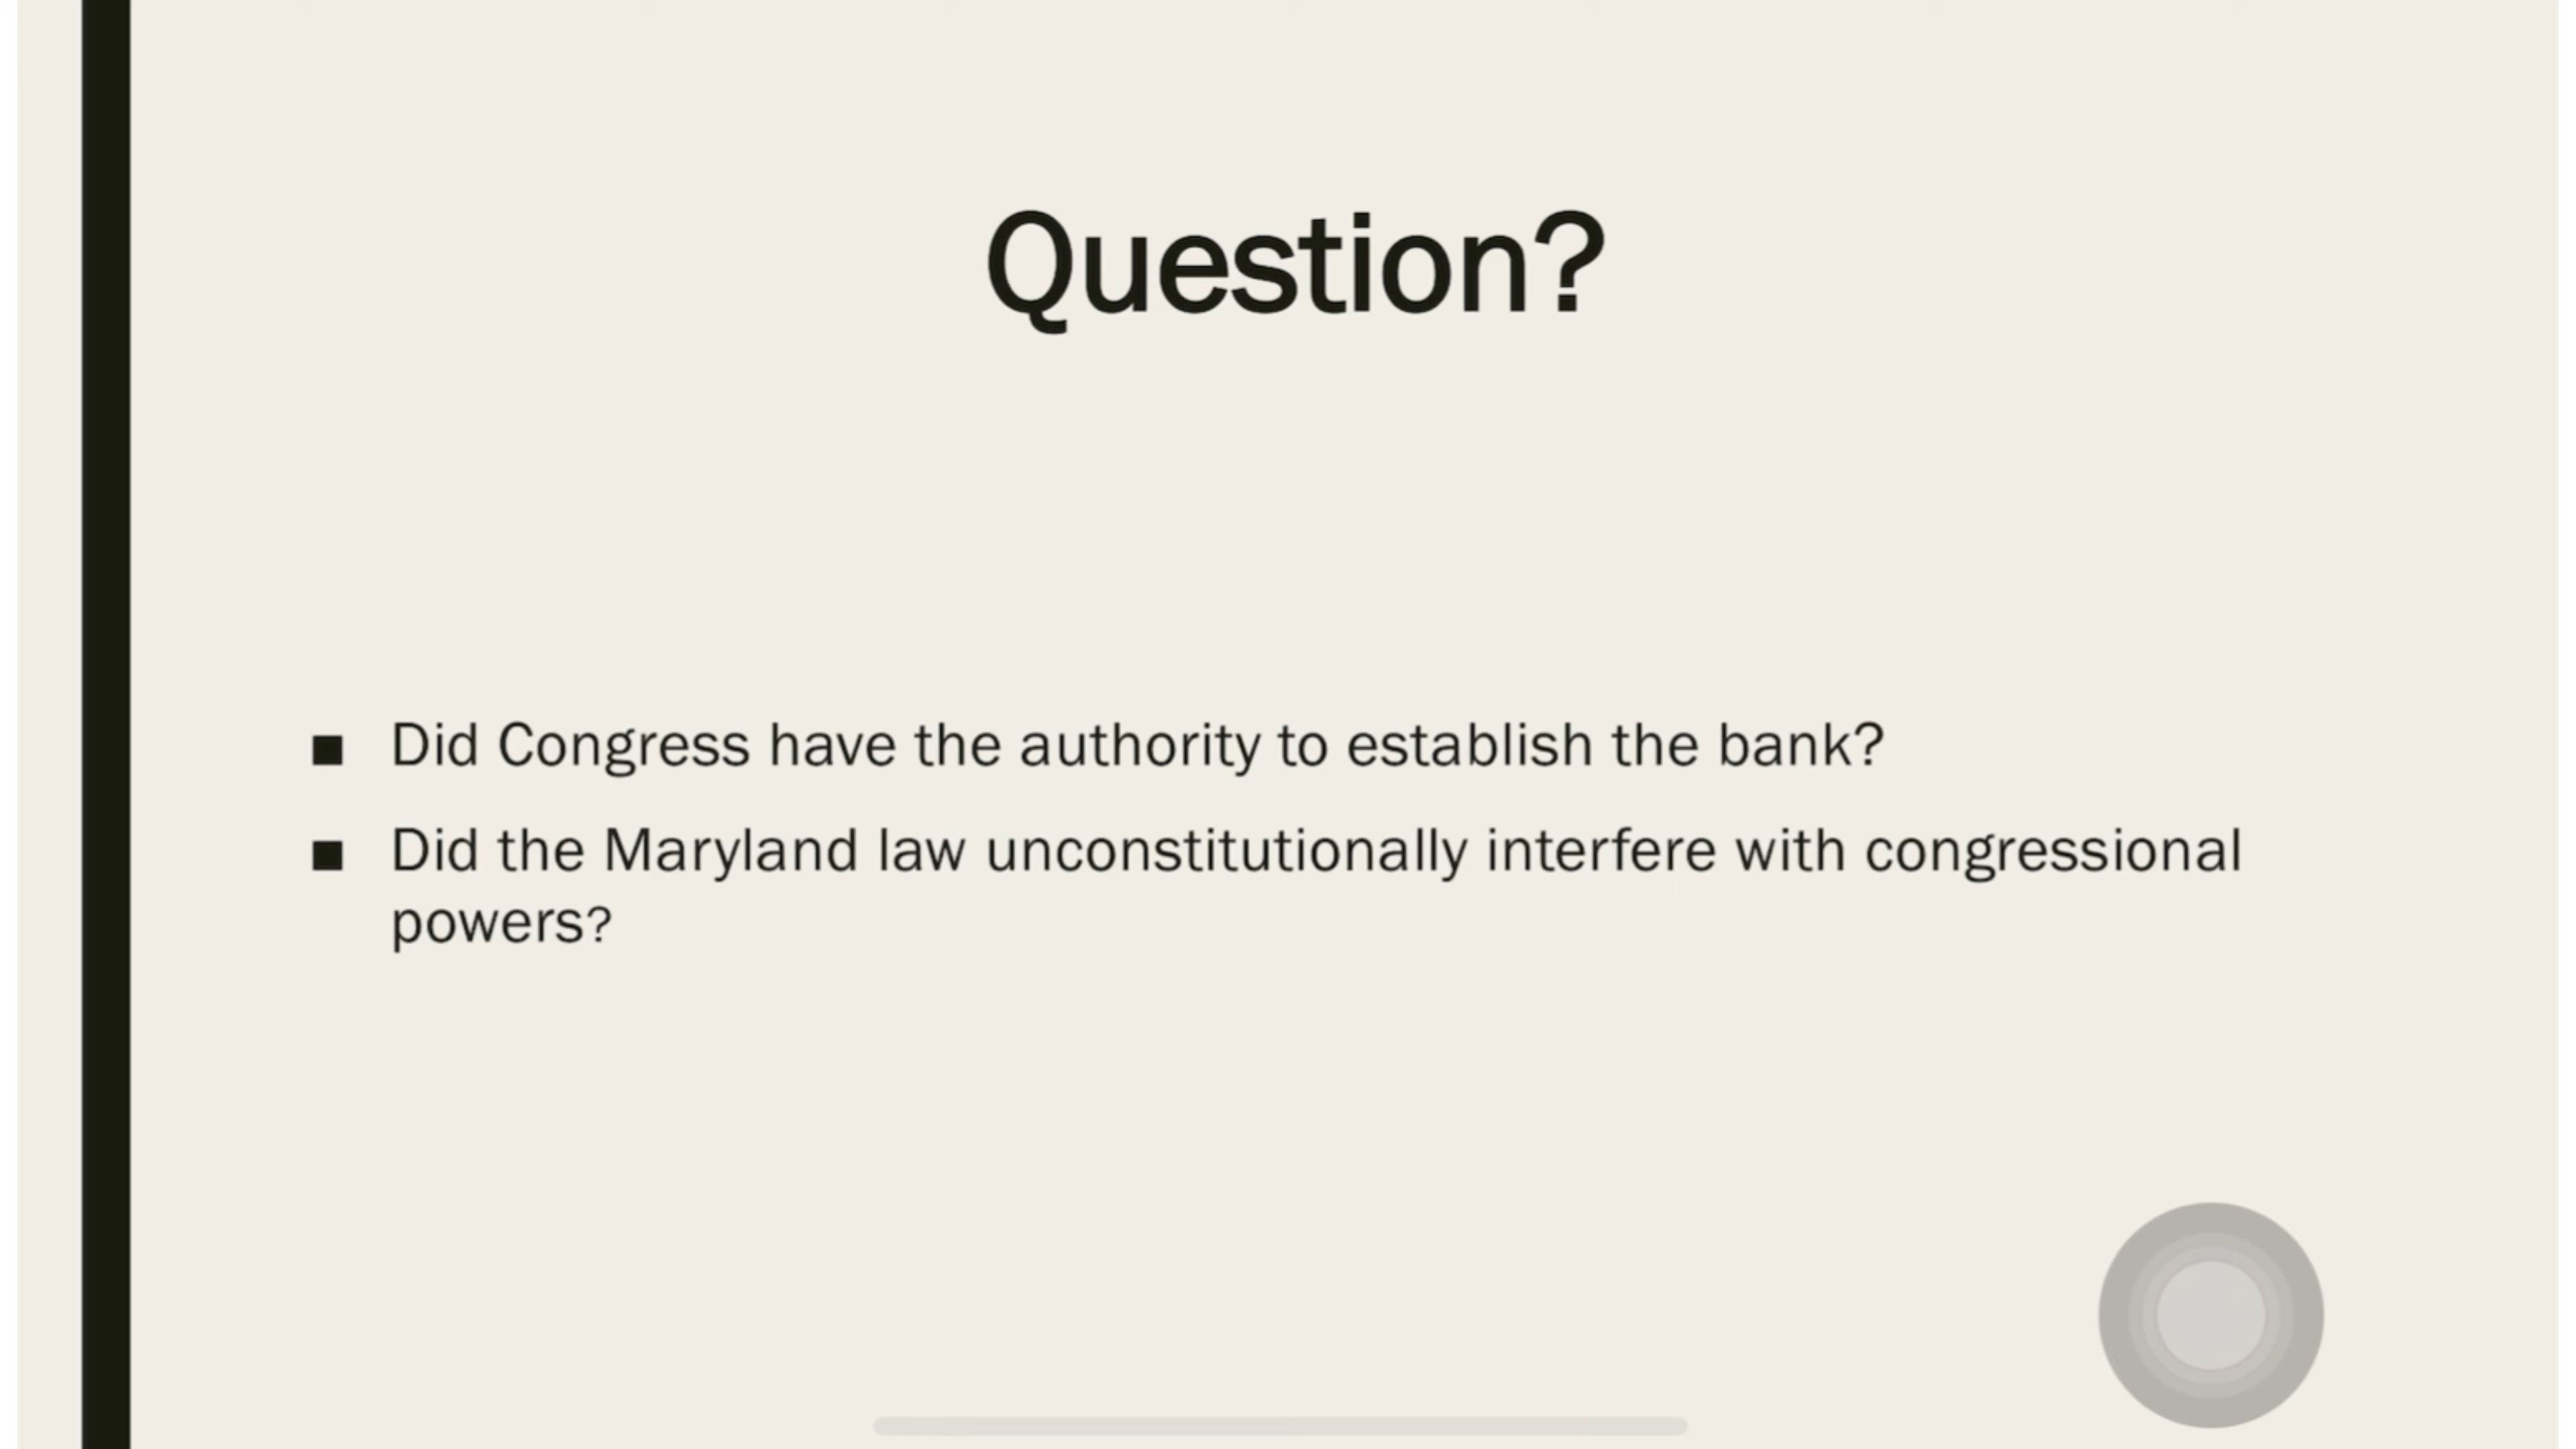 Question?
■ Did Congress have the authority to establish the bank?
■ Did the Maryland law unconstitutionally interfere with congressional
powers?